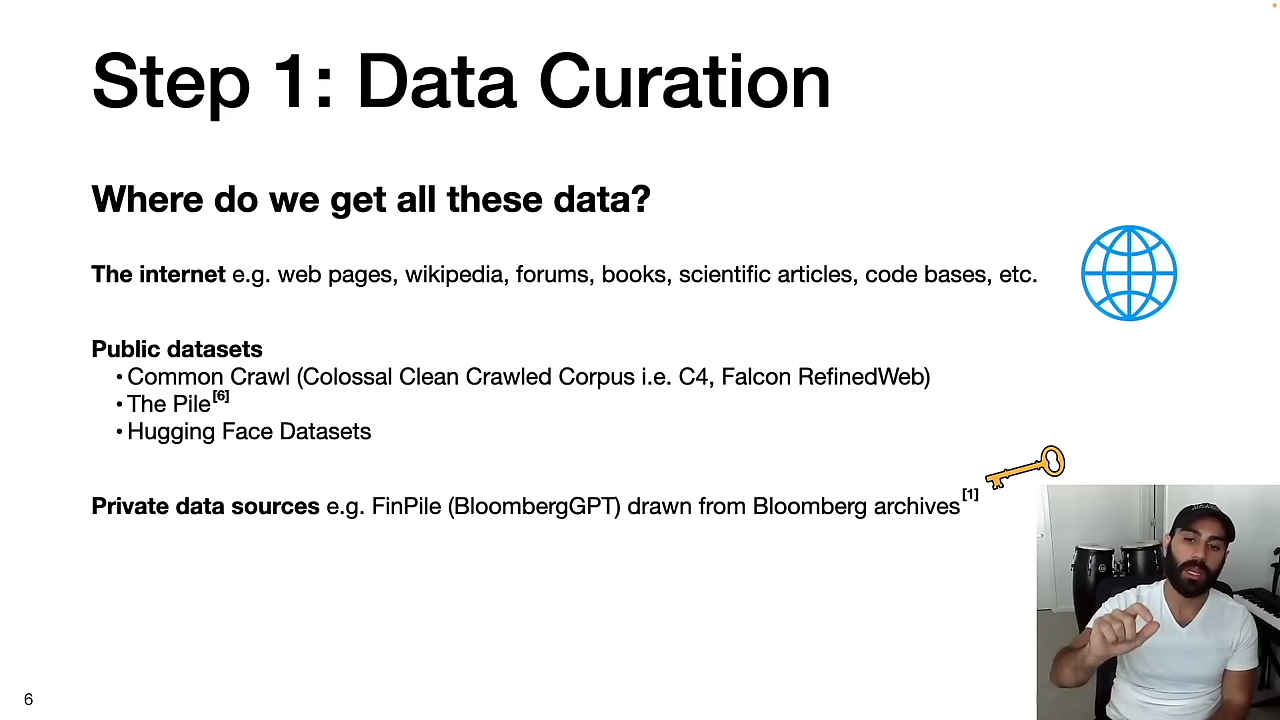 Step 1: Data Curation
Where do we get all these data?
The internet e.g. web pages, wikipedia, forums, books, scientific articles, code bases, etc.
Public datasets
• Common Crawl (Colossal Clean Crawled Corpus i.e. C4, Falcon RefinedWeb)
• The Pile[6]
• Hugging Face Datasets
Private data sources e.g. FinPile (BloombergGPT) drawn from Bloomberg archives[1]
6